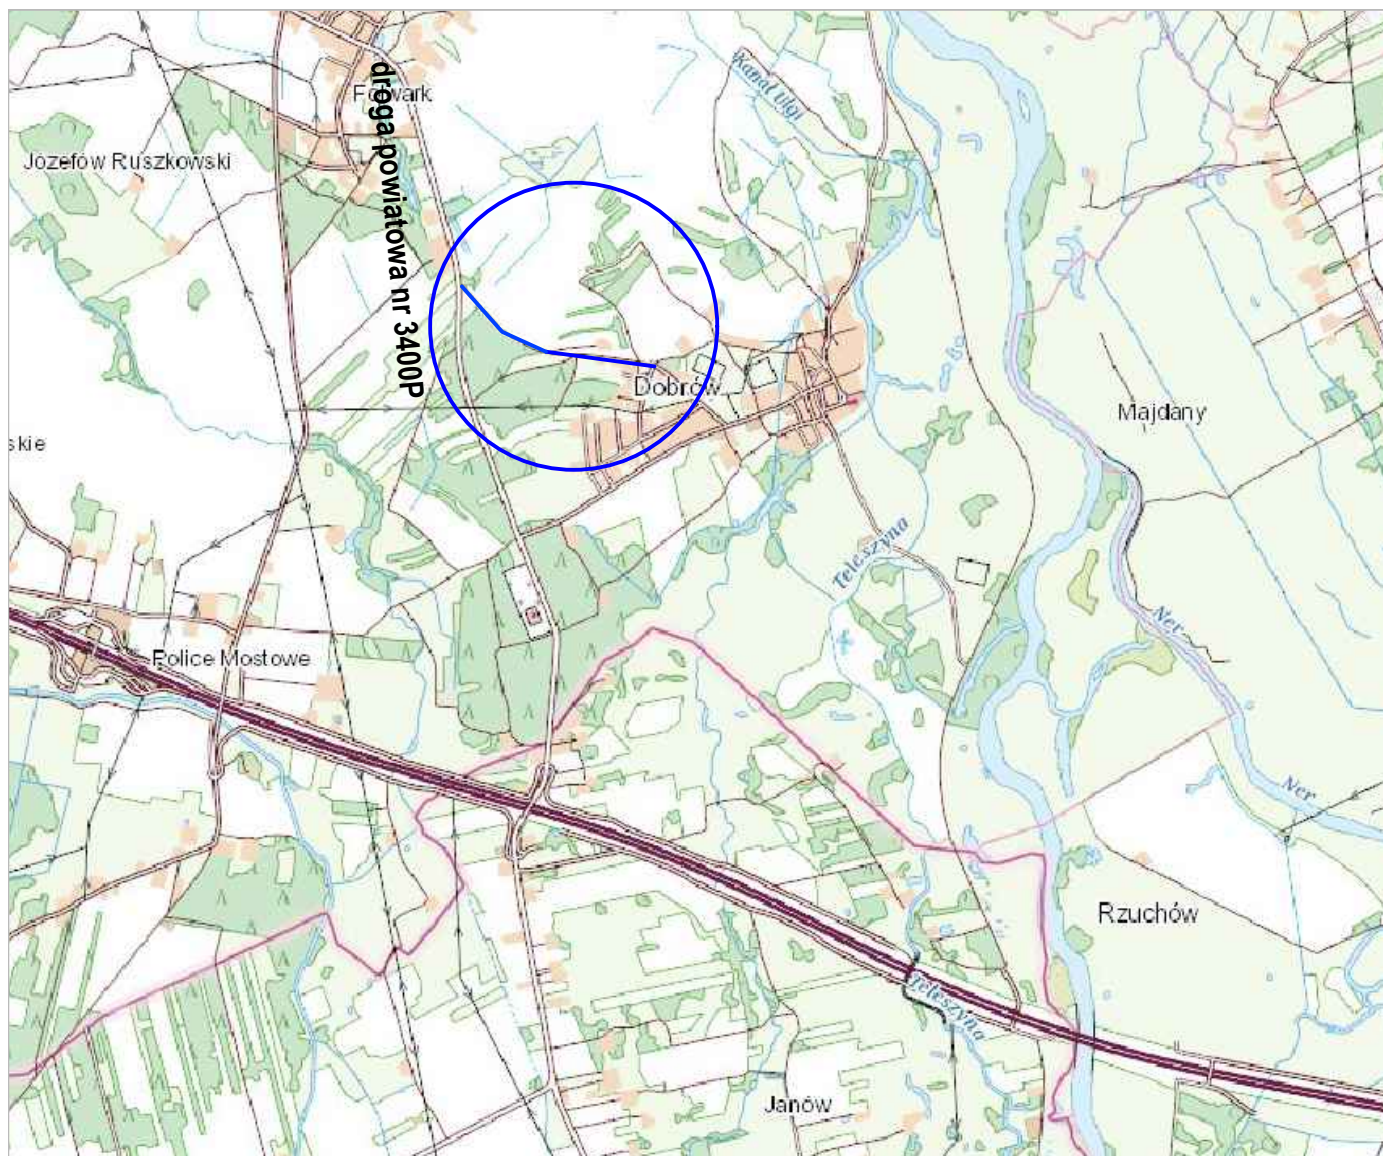 Kanał Ulgi
Folwark
droga powiatowa nr 3400P
Józefów Ruszkowski
Dobrów
Majdany
skie
Teleszyna
Ner
Police Mostowe
Ner
Rzuchów
Teleszyna
Janów